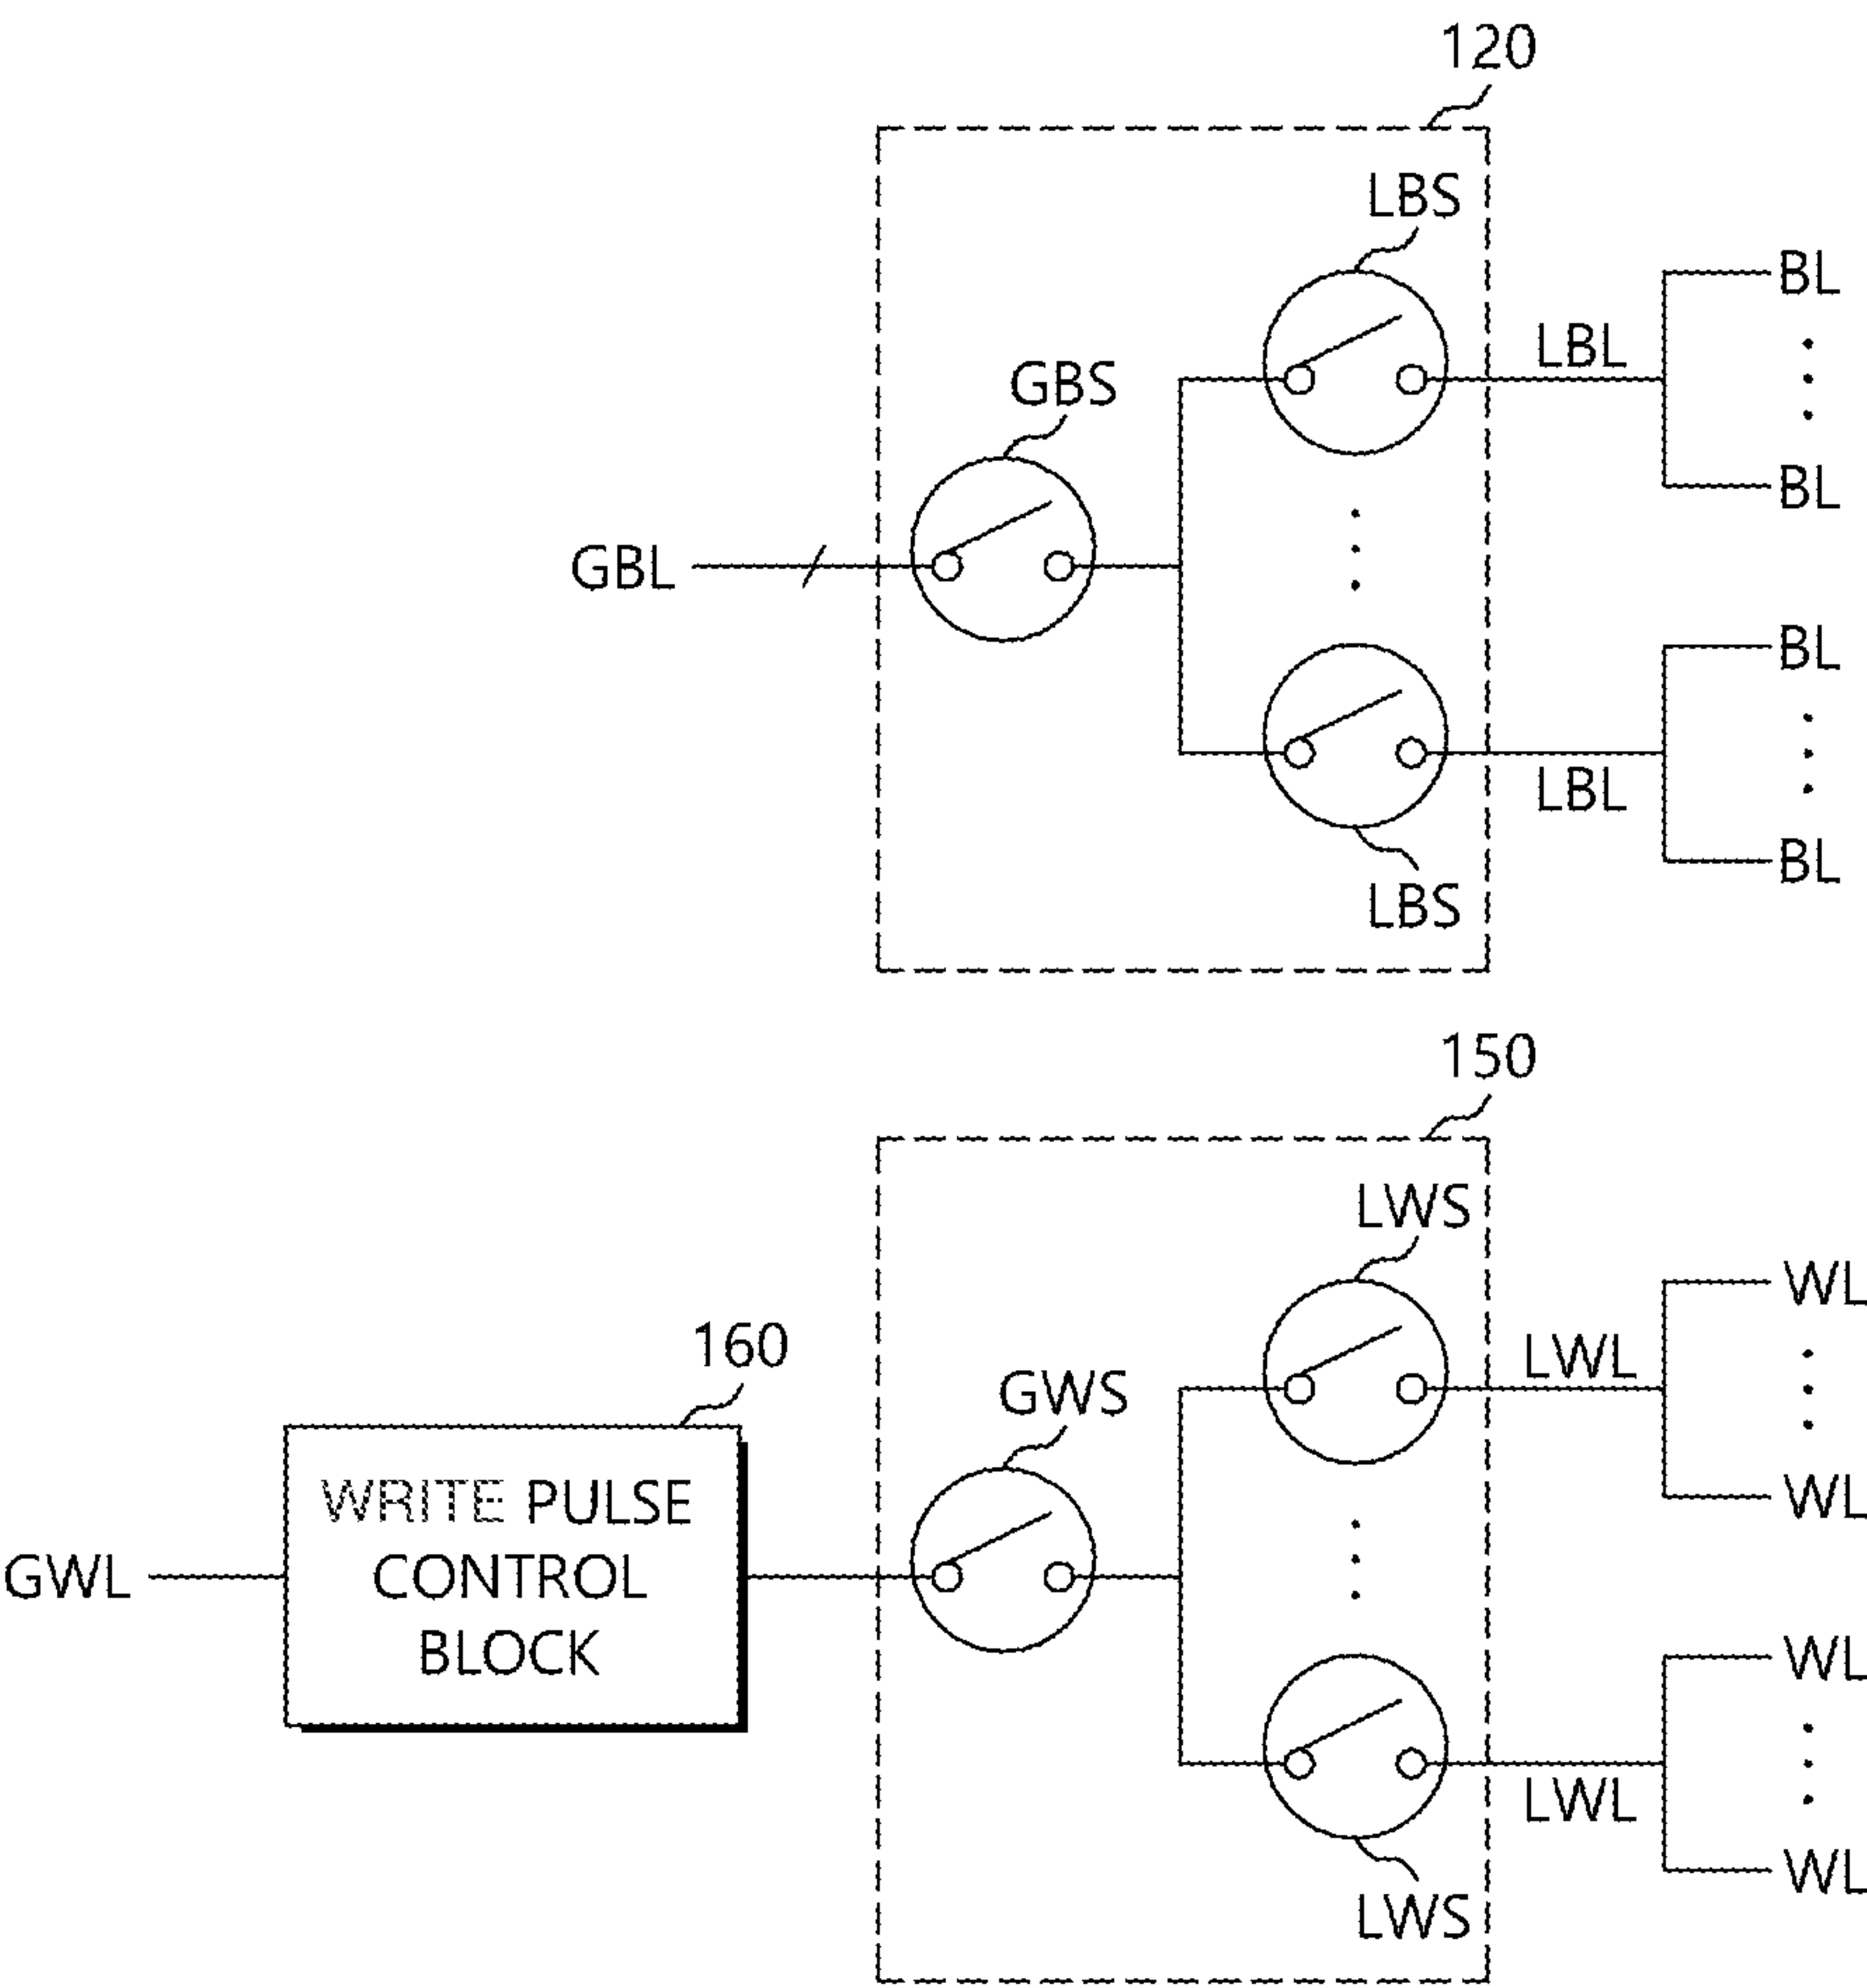 120
LBS
BL
LBL
GBS
BL
GBL
BL
LBL
BL
LBS
150
LWS
WL
160
LWL
GWS
WL
WRITE PULSE
CONTROL
BLOCK
GWL
WL
LWL
WL
LWS